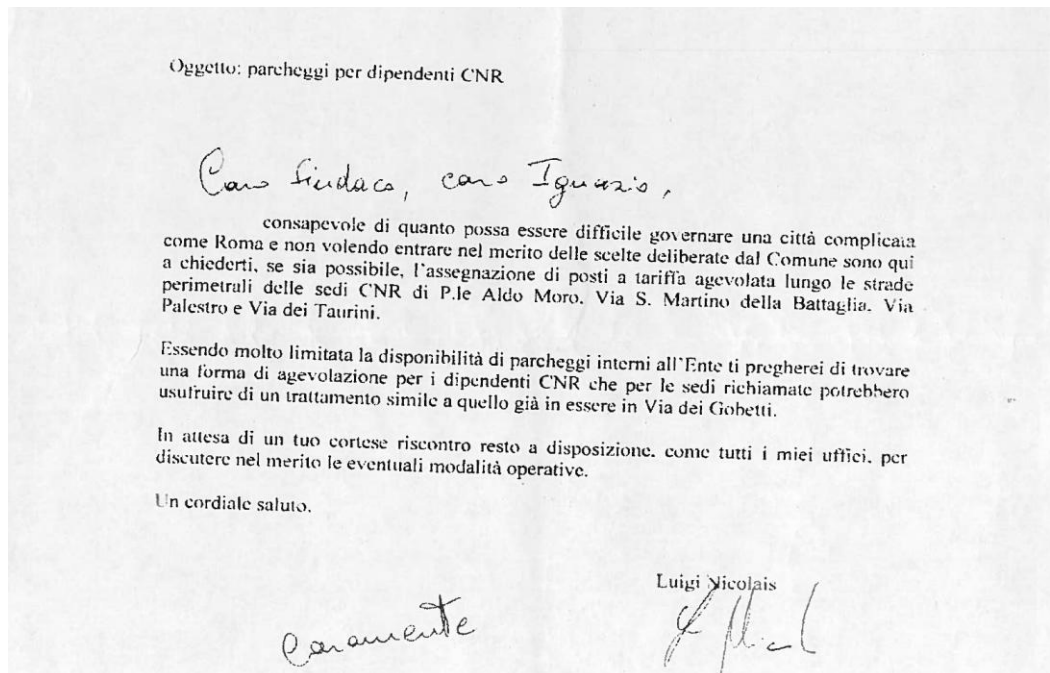 Oggetto: parcheggi per dipendenti CNR
Caro Sindaco, caro Ignazio,
consapevole di quanto possa essere difficile governare una città complicata
come Roma e non volendo entrare nel merito delle scelte deliberate dal Comune sono qui
a chiederti, se sia possibile, l'assegnazione di posti a tariffa agevolata lungo le strade
perimetrali delle sedi CNR di P.le Aldo Moro, Via S. Martino della Battaglia, Via
Palestro e Via dei Taurini.
Essendo molto limitata la disponibilità di parcheggi interni all'Ente ti pregherei di trovare
una forma di agevolazione per i dipendenti CNR che per le sedi richiamate potrebbero
usufruire di un trattamento simile a quello già in essere in Via dei Gobetti.
In attesa di un tuo cortese riscontro resto a disposizione, come tutti i miei uffici, per
discutere nel merito le eventuali modalità operative.
Un cordiale saluto.
Luigi Nicolais
Caramente